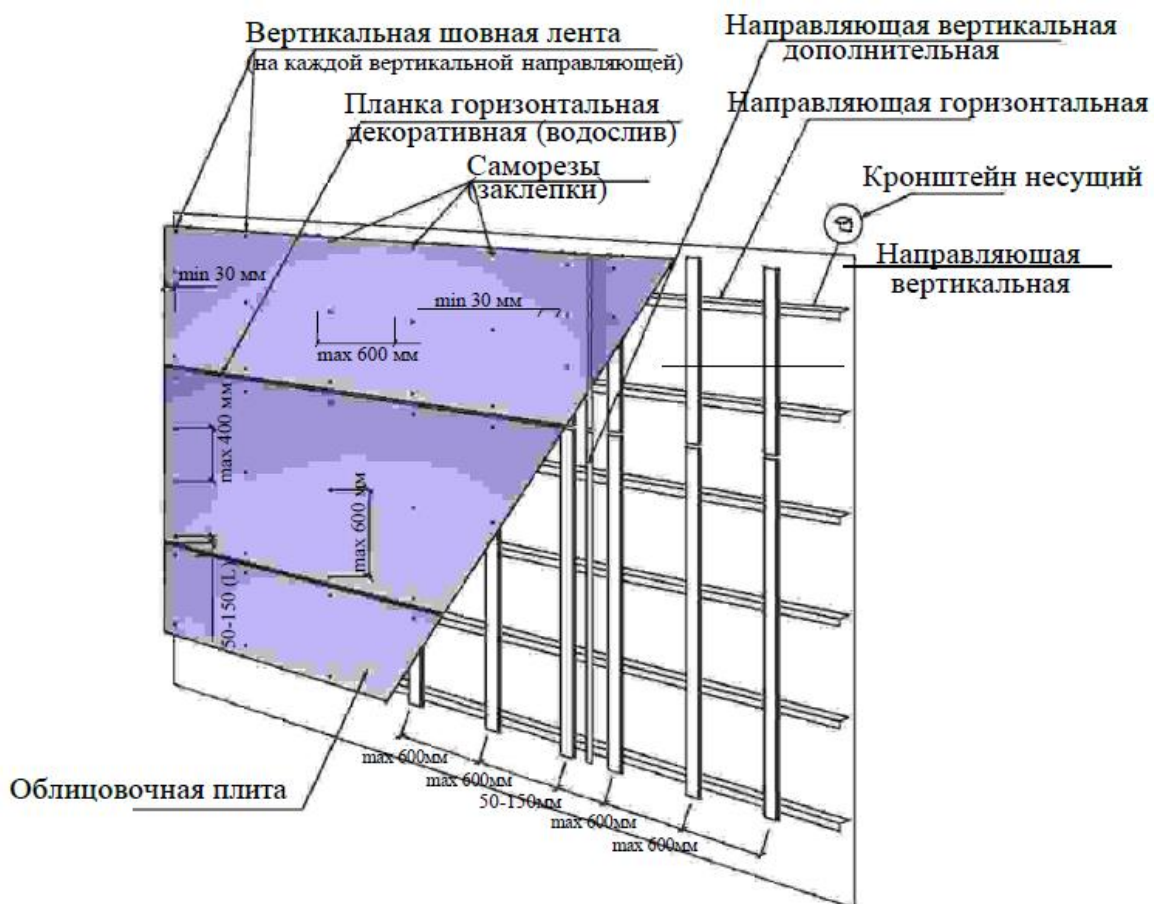 Вертикальная шовная лента
(на каждой вертикальной направляющей)
Направляющая вертикальная
дополнительная
Планка горизонтальная
декоративная (водослив)
Направляющая горизонтальная
Саморезы
(заклепки)
Кронштейн несущий
Направляющая
вертикальная
min 30 мм
min 30 мм
max 600 мм
max 400 мм
max 600 мм
50-150 (L)
Облицовочная плита
max 600мм
max 600мм
50-150мм
max 600мм
max 600мм